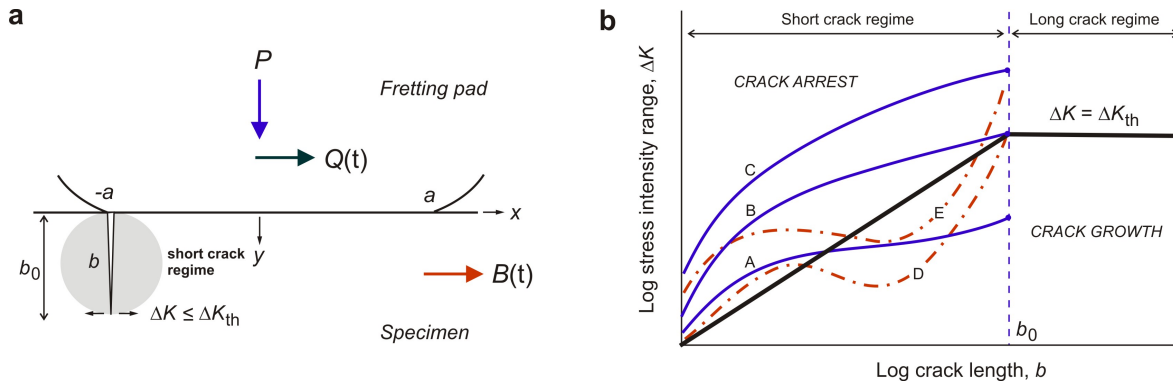 a
P
Fretting pad
Q(t)
-a
a
x
b₀
b
short crack
regime
y
B(t)
ΔK ≤ ΔKth
Specimen
b
Short crack regime
Long crack regime
Log stress intensity range, ΔK
CRACK ARREST
ΔK = ΔKth
C
B
E
A
CRACK GROWTH
D
b₀
Log crack length, b